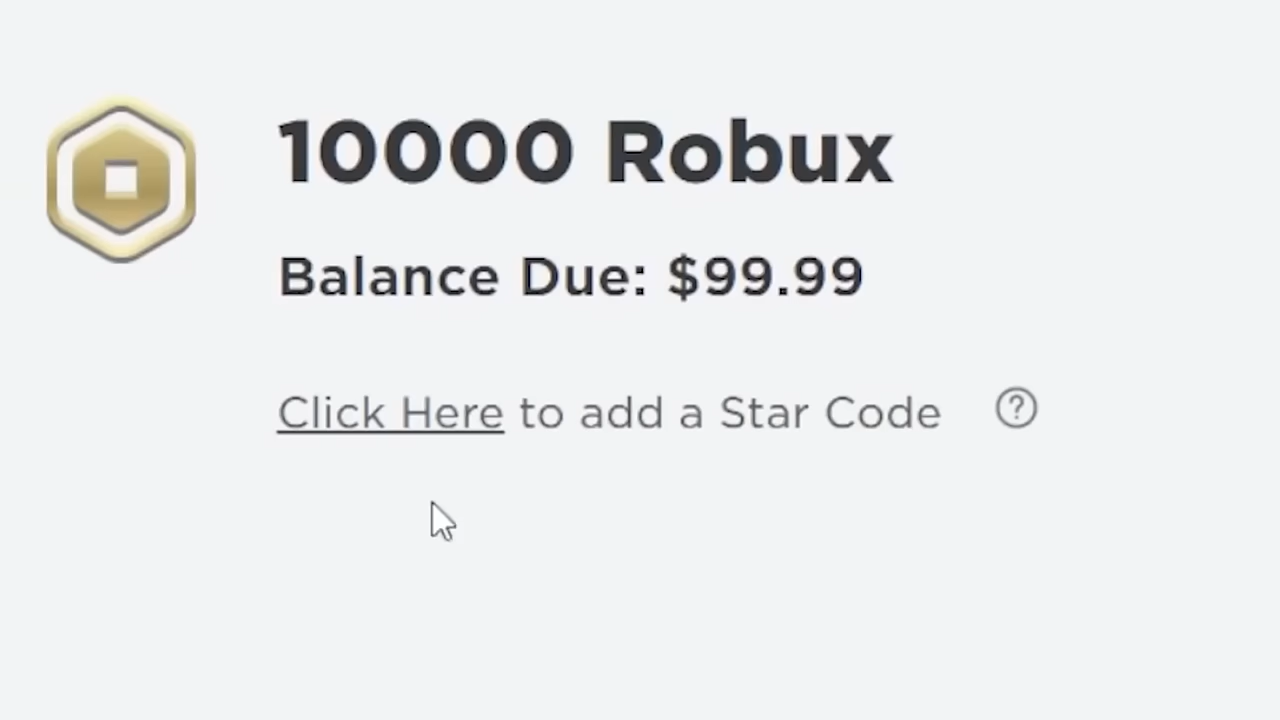 10000 Robux
Balance Due: $99.99
Click Here to add a Star Code ?